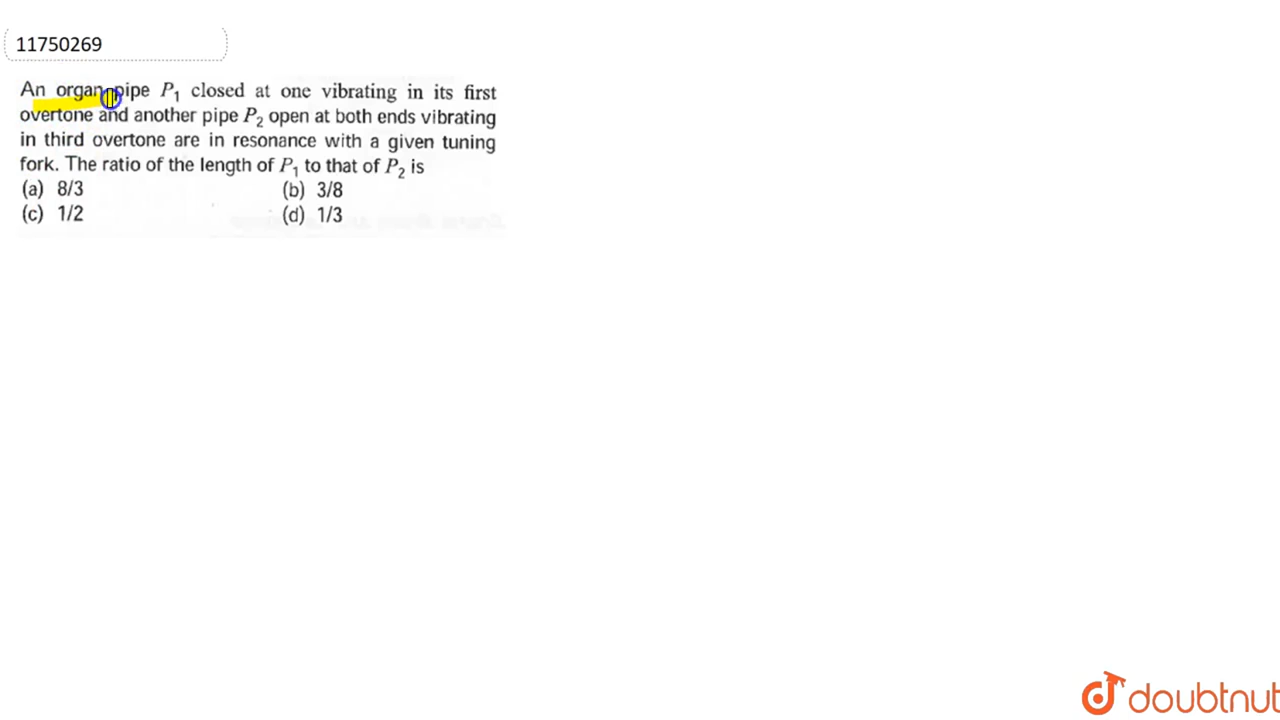 11750269
An organ pipe P₁ closed at one vibrating in its first
overtone and another pipe P₂ open at both ends vibrating
in third overtone are in resonance with a given tuning
fork. The ratio of the length of P₁ to that of P₂ is
(a) 8/3 (b) 3/8
(c) 1/2 (d) 1/3
doubtnut